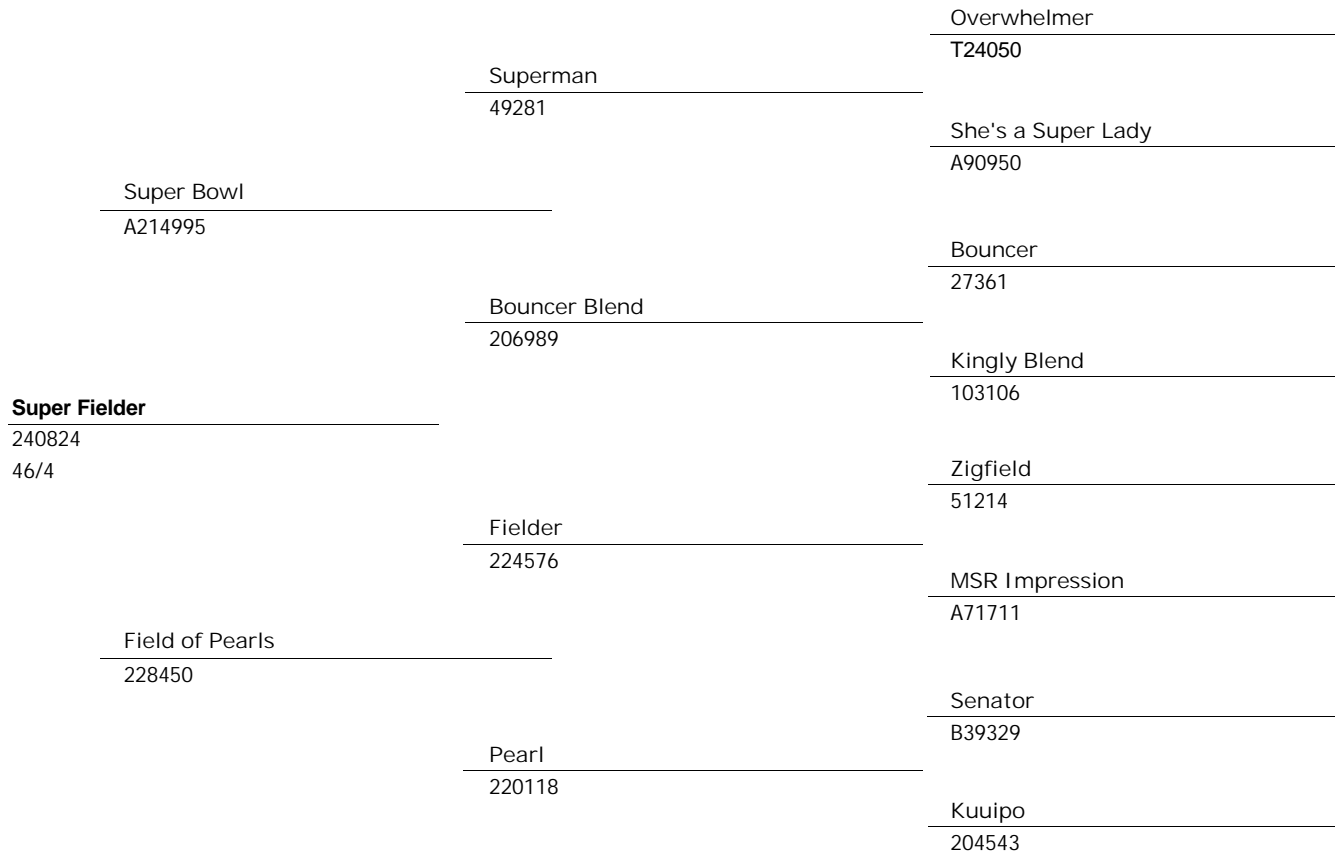 Overwhelmer
T24050
Superman
49281
She's a Super Lady
A90950
Super Bowl
A214995
Bouncer
27361
Bouncer Blend
206989
Kingly Blend
103106
Super Fielder
240824
46/4
Zigfield
51214
Fielder
224576
MSR Impression
A71711
Field of Pearls
228450
Senator
B39329
Pearl
220118
Kuuipo
204543